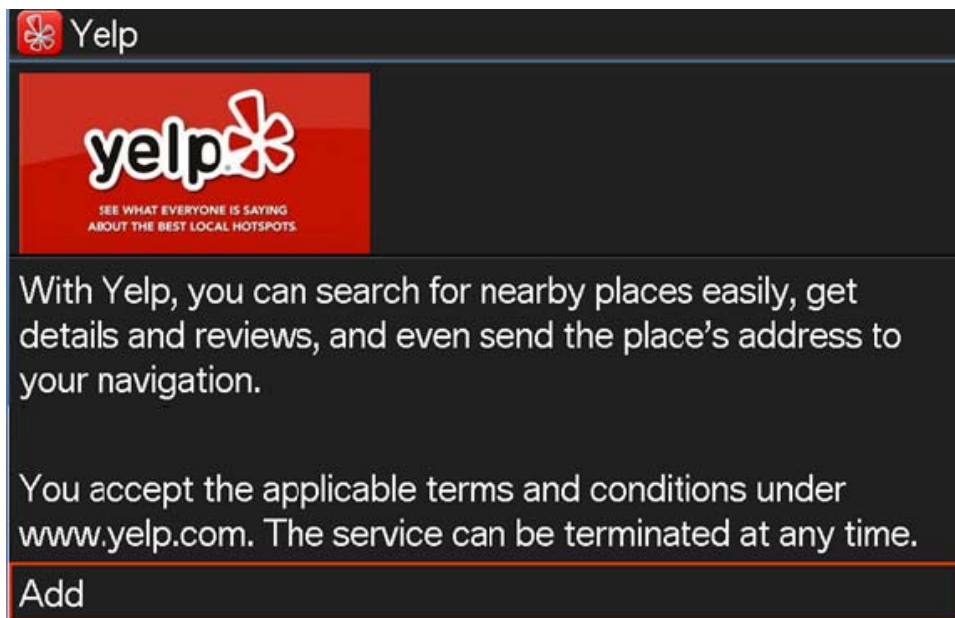 Yelp
yelp
SEE WHAT EVERYONE IS SAYING
ABOUT THE BEST LOCAL HOTSPOTS.
With Yelp, you can search for nearby places easily, get
details and reviews, and even send the place's address to
your navigation.
You accept the applicable terms and conditions under
www.yelp.com. The service can be terminated at any time.
Add